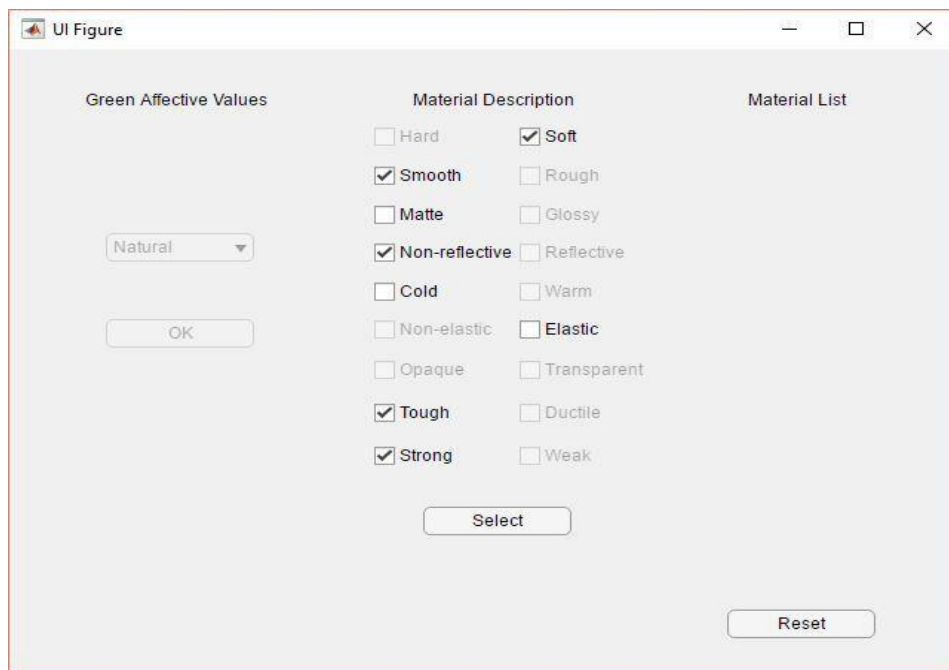 UI Figure
Green Affective Values
Material Description
Material List
Hard
Soft
Smooth
Rough
Matte
Glossy
Natural
Non-reflective
Reflective
Cold
Warm
OK
Non-elastic
Elastic
Opaque
Transparent
Tough
Ductile
Strong
Weak
Select
Reset